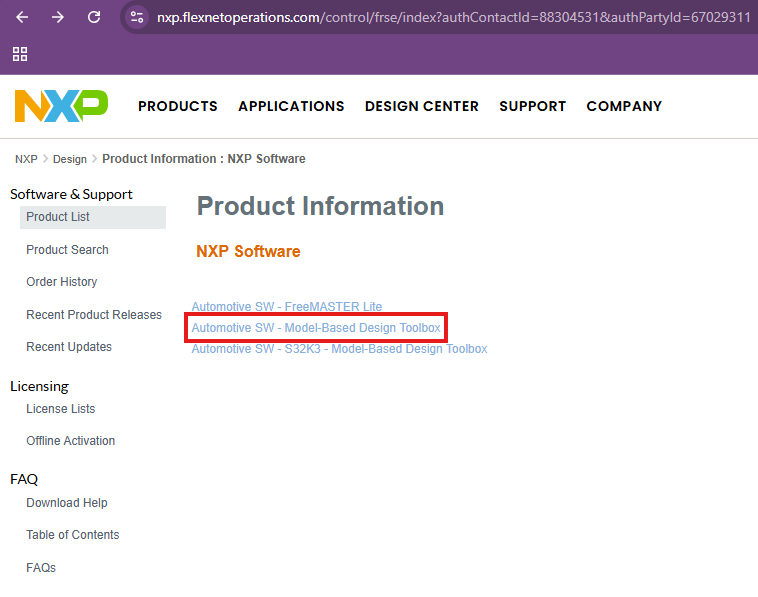 nxp.flexnetoperations.com/control/frse/index?authContactId=88304531&authPartyId=67029311
NXP
PRODUCTS APPLICATIONS DESIGN CENTER SUPPORT COMPANY
NXP > Design > Product Information : NXP Software
Software & Support
Product List
Product Search
Order History
Recent Product Releases
Recent Updates
Licensing
License Lists
Offline Activation
FAQ
Download Help
Table of Contents
FAQs
Product Information
NXP Software
Automotive SW - FreeMASTER Lite
Automotive SW - Model-Based Design Toolbox
Automotive SW - S32K3 - Model-Based Design Toolbox